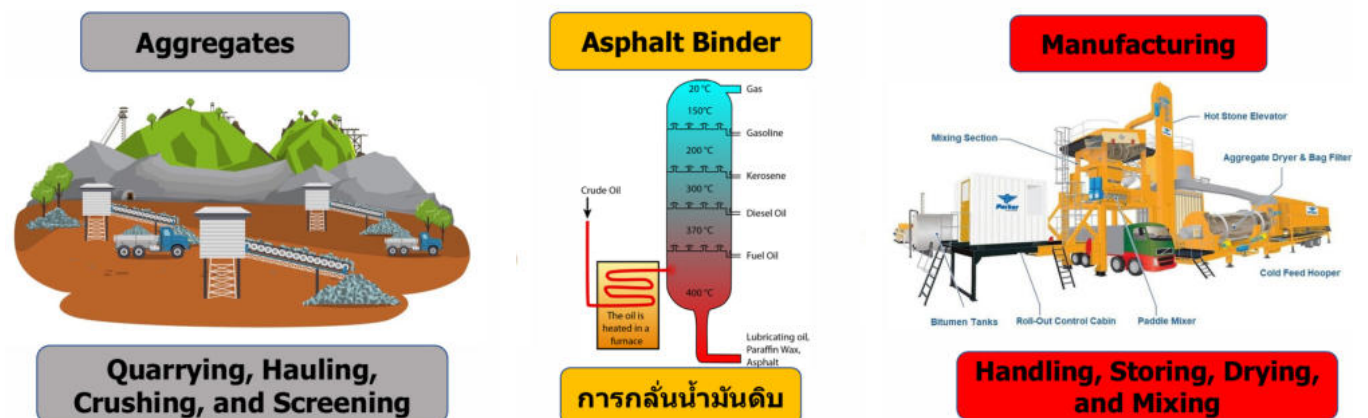 Aggregates
Quarrying, Hauling,
Crushing, and Screening
Asphalt Binder
20 °C
Gas
150°C
Gasoline
200 °C
Kerosene
Crude Oil
300 °C
Diesel Oil
370 °C
Fuel Oil
400 °C
The oil is
heated in a
furnace
Lubricating oil,
Paraffin Wax,
Asphalt
การกลั่นน้ำมันดิบ
Manufacturing
Hot Stone Elevator
Mixing Section
Aggregate Dryer & Bag Filter
Parker
Cold Feed Hooper
Bitumen Tanks
Roll-Out Control Cabin
Paddle Mixer
Handling, Storing, Drying,
and Mixing